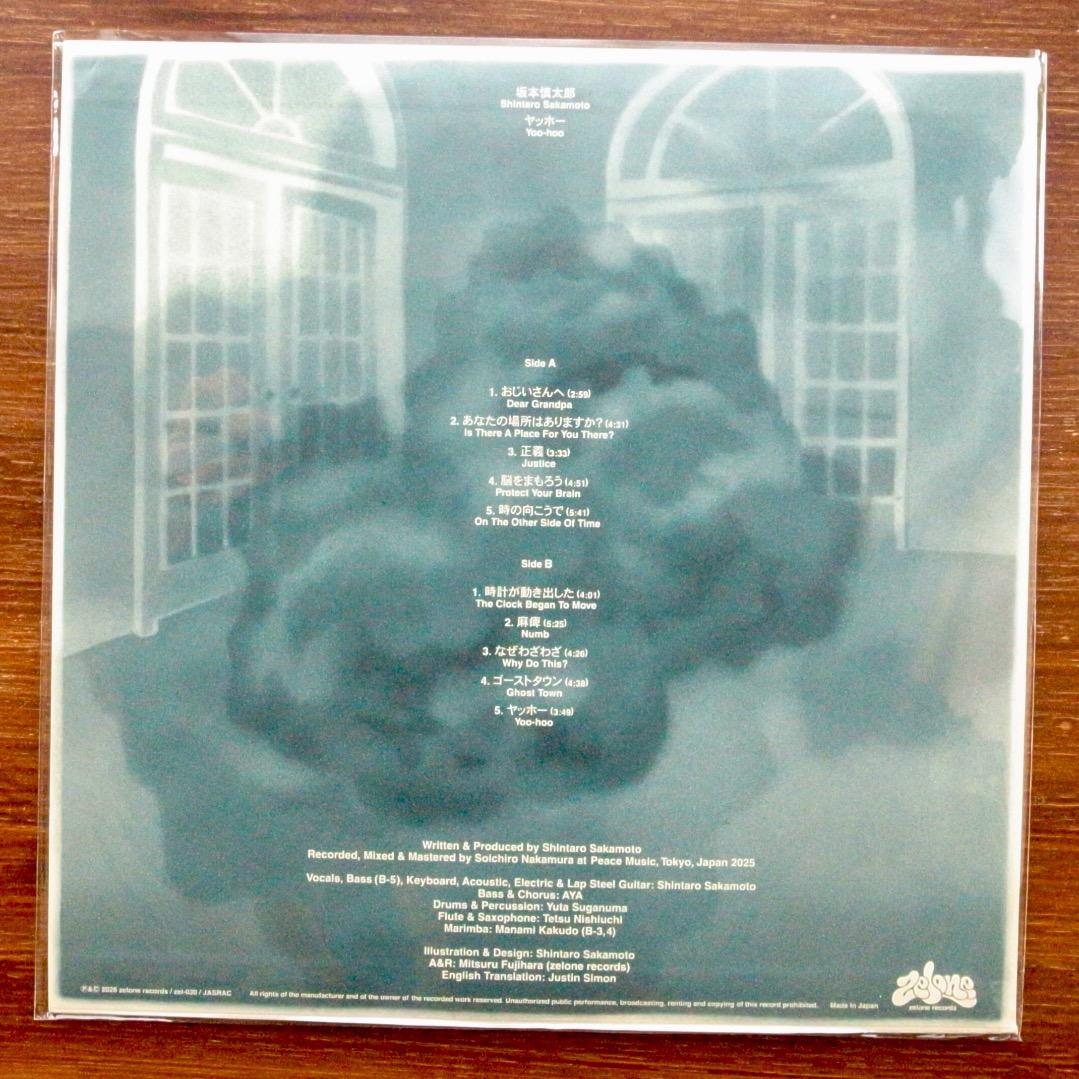 坂本慎太郎
Shintaro Sakamoto
ヤッホー
Yoo-hoo
Side A
1. おじいさんへ (2:59)
Dear Grandpa
2. あなたの場所はありますか? (4:31)
Is There A Place For You There?
3. 正義 (3:33)
Justice
4. 脳をまもろう (4:51)
Protect Your Brain
5. 時の向こうで (5:41)
On The Other Side Of Time
Side B
1. 時計が動き出した (4:01)
The Clock Began To Move
2. 麻痺 (5:25)
Numb
3. なぜわざわざ (4:26)
Why Do This?
4. ゴーストタウン (4:38)
Ghost Town
5. ヤッホー (3:49)
Yoo-hoo
Written & Produced by Shintaro Sakamoto
Recorded, Mixed & Mastered by Soichiro Nakamura at Peace Music, Tokyo, Japan 2025
Vocals, Bass (B-5), Keyboard, Acoustic, Electric & Lap Steel Guitar: Shintaro Sakamoto
Bass & Chorus: AYA
Drums & Percussion: Yuta Suganuma
Flute & Saxophone: Tetsu Nishiuchi
Marimba: Manami Kakudo (B-3,4)
Illustration & Design: Shintaro Sakamoto
A&R: Mitsuru Fujihara (zelone records)
English Translation: Justin Simon
℗&© 2025 zelone records / zel-030 / JASRAC All rights of the manufacturer and of the owner of the recorded work reserved. Unauthorized public performance, broadcasting, renting and copying of this record prohibited. Made in Japan
zelone
zelone records